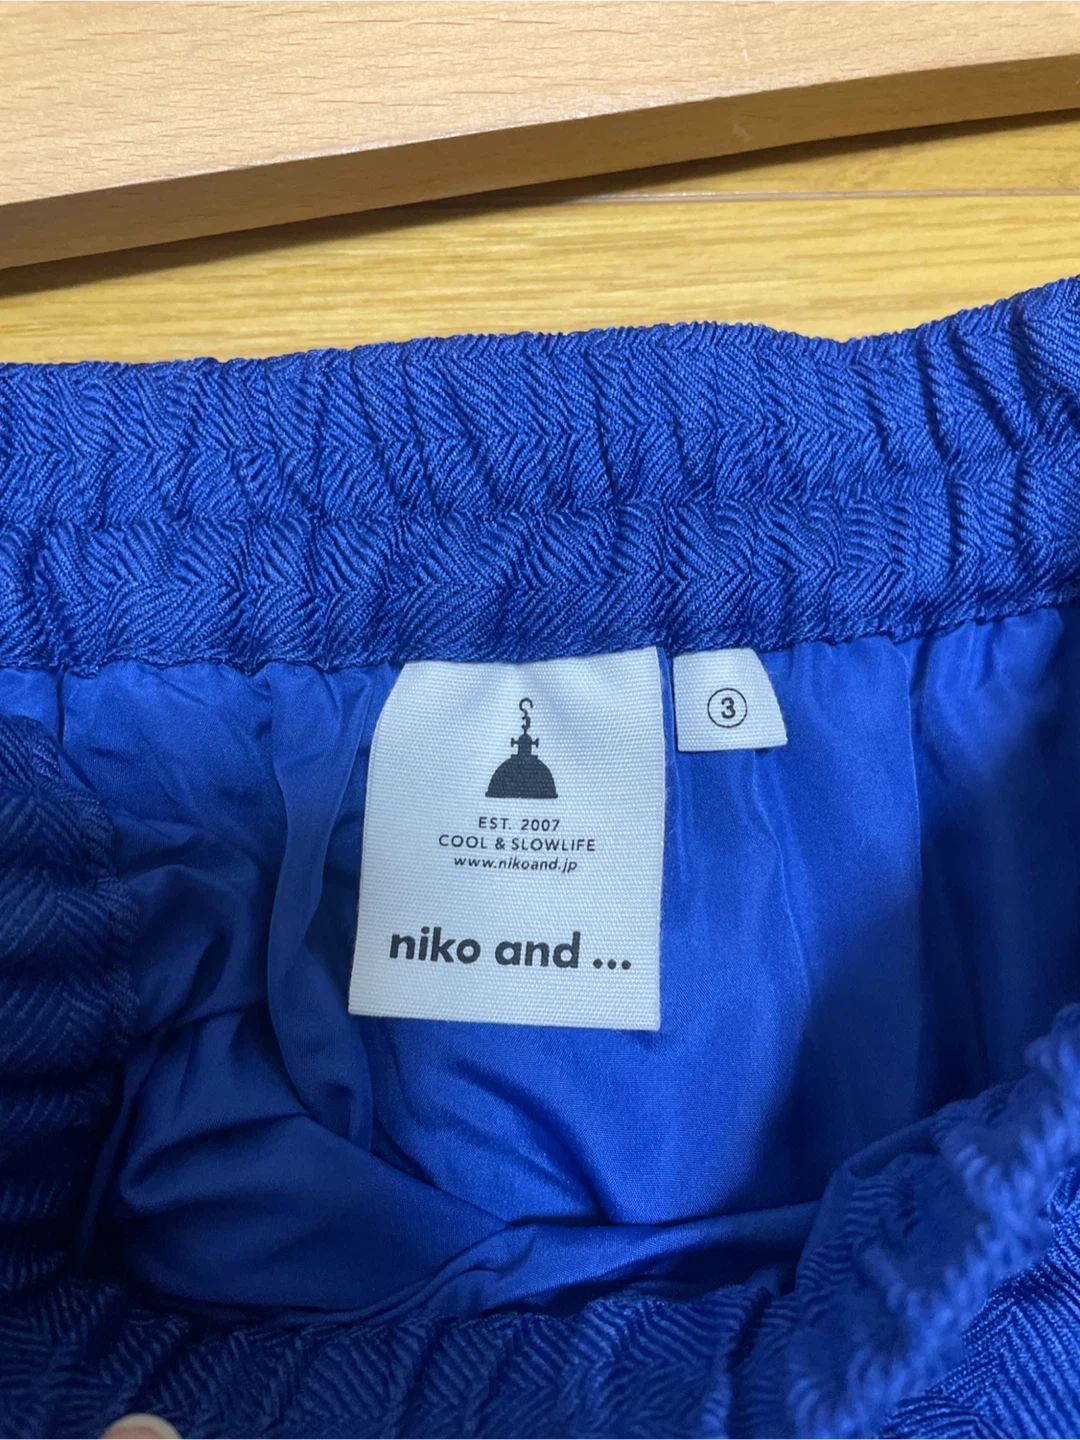 ③
EST. 2007
COOL & SLOWLIFE
www.nikoand.jp
niko and ...